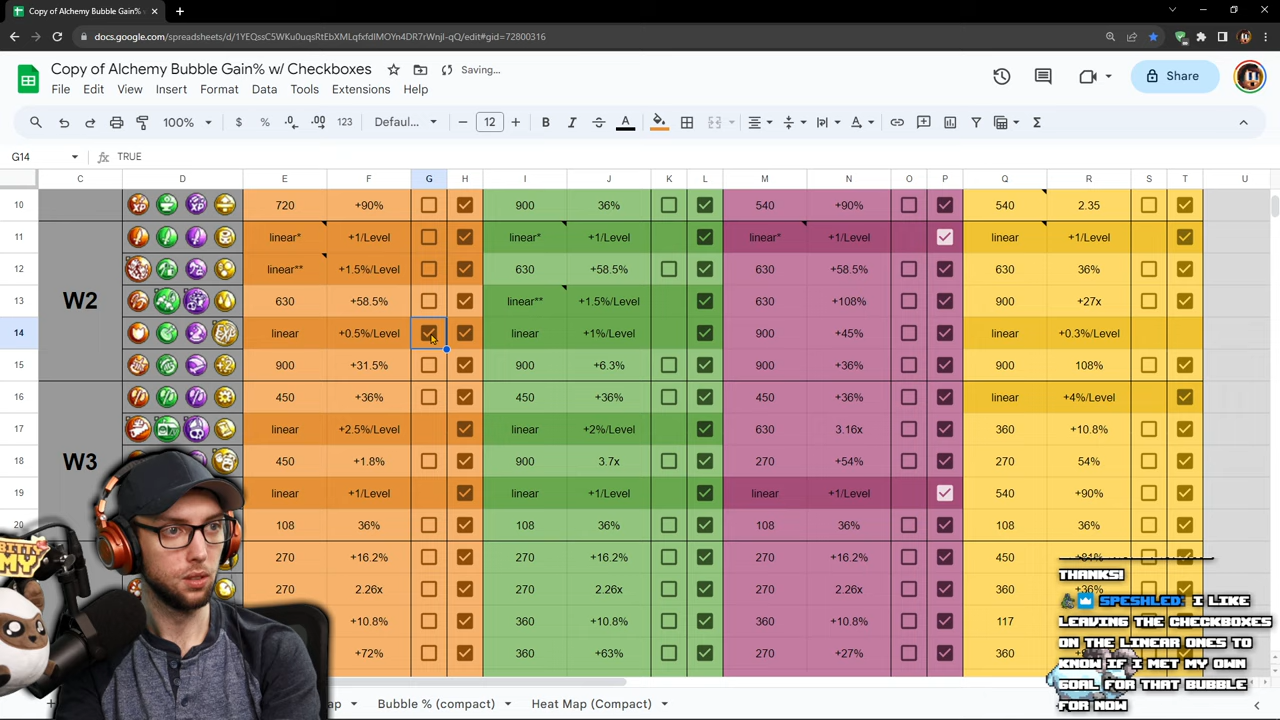 Copy of Alchemy Bubble Gain%
docs.google.com/spreadsheets/d/1YEQssC5WKu0uqsRtEbXMLqfxfdlMOYn4DR7rWnjI-qQ/edit#gid=72800316
Copy of Alchemy Bubble Gain% w/ Checkboxes Saving...
File Edit View Insert Format Data Tools Extensions Help
Share
100% $ % .0 .00 123 Defaul... 12 B I A
G14 fx TRUE
C D E F G H I J K L M N O P Q R S T U
10 720 +90% 900 36% 540 +90% 540 2.35
11 linear* +1/Level linear* +1/Level linear* +1/Level linear +1/Level
12 linear** +1.5%/Level 630 +58.5% 630 +58.5% 630 36%
W2
13 630 +58.5% linear** +1.5%/Level 630 +108% 900 +27x
14 linear +0.5%/Level linear +1%/Level 900 +45% linear +0.3%/Level
15 900 +31.5% 900 +6.3% 900 +36% 900 108%
16 450 +36% 450 +36% 450 +36% linear +4%/Level
17 linear +2.5%/Level linear +2%/Level 630 3.16x 360 +10.8%
W3
18 450 +1.8% 900 3.7x 270 +54% 270 54%
19 linear +1/Level linear +1/Level linear +1/Level 540 +90%
20 108 36% 108 36% 108 36% 108 36%
270 +16.2% 270 +16.2% 270 +16.2% 450 +81%
270 2.26x 270 2.26x 270 2.26x 360 +36%
360 +10.8% 360 +10.8% 360 +10.8% 117
+72% 360 +63% 270 +27% 360
THANKS!
SPESHLED: I LIKE
LEAVING THE CHECKBOXES
ON THE LINEAR ONES TO
KNOW IF I MET MY OWN
GOAL FOR THAT BUBBLE
FOR NOW
Bubble % (compact) Heat Map (Compact)